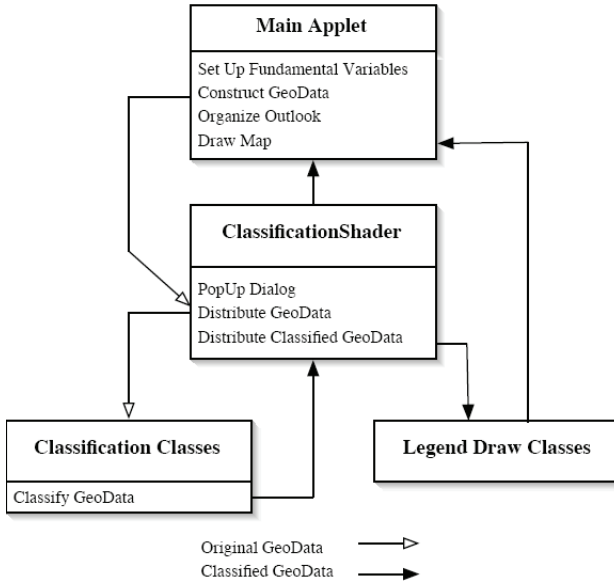 Main Applet
Set Up Fundamental Variables
Construct GeoData
Organize Outlook
Draw Map
ClassificationShader
PopUp Dialog
Distribute GeoData
Distribute Classified GeoData
Classification Classes
Classify GeoData
Legend Draw Classes
Original GeoData
Classified GeoData